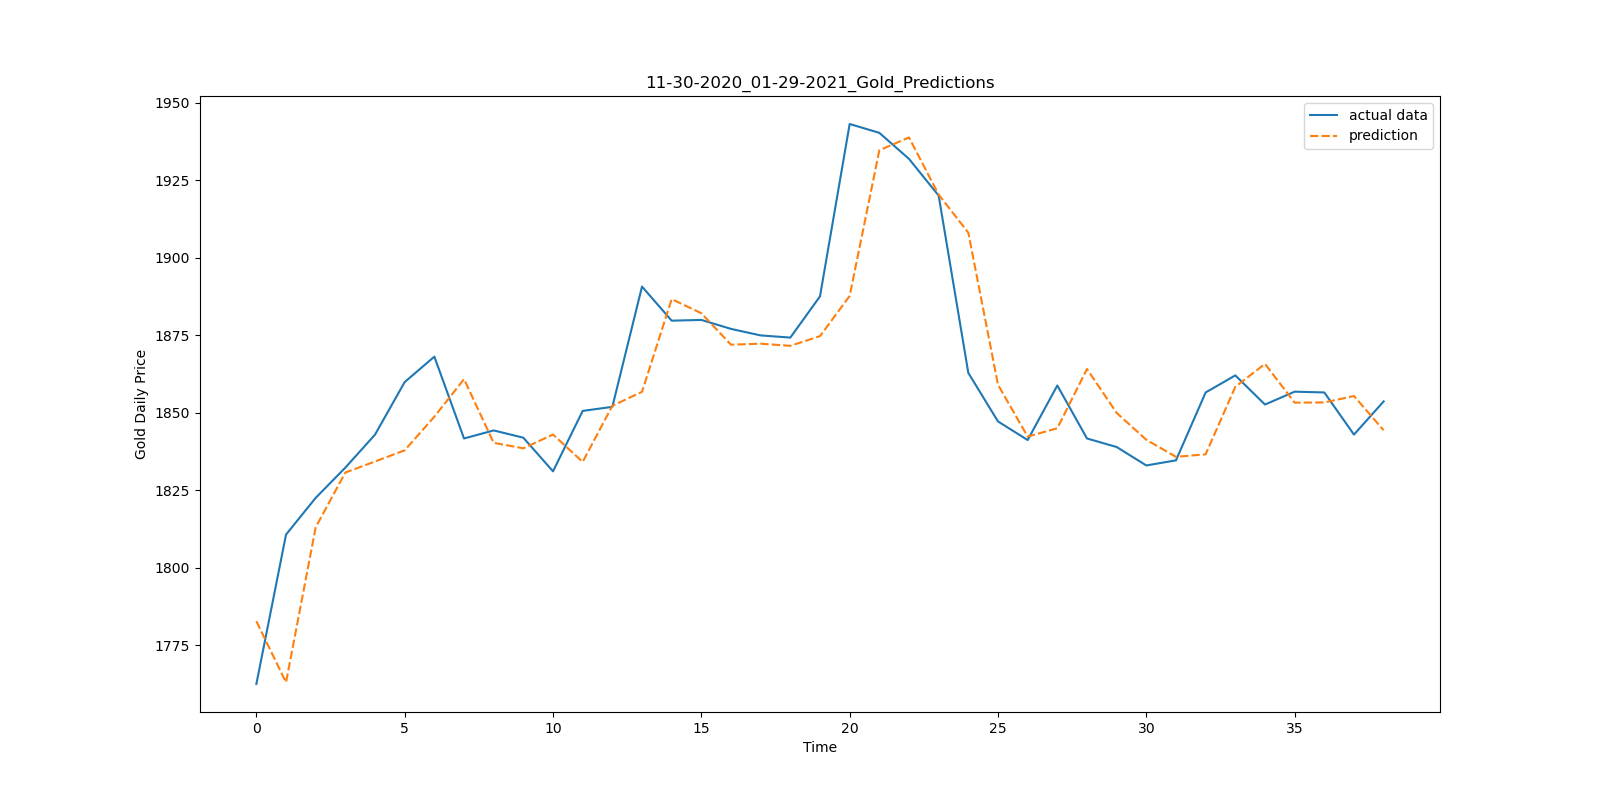 11-30-2020_01-29-2021_Gold_Predictions
actual data
prediction
Gold Daily Price
1950
1925
1900
1875
1850
1825
1800
1775
0 5 10 15 20 25 30 35
Time